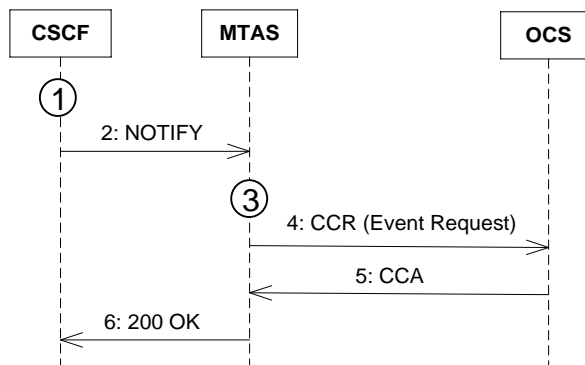 CSCF
MTAS
OCS
1
2: NOTIFY
3
4: CCR (Event Request)
5: CCA
6: 200 OK